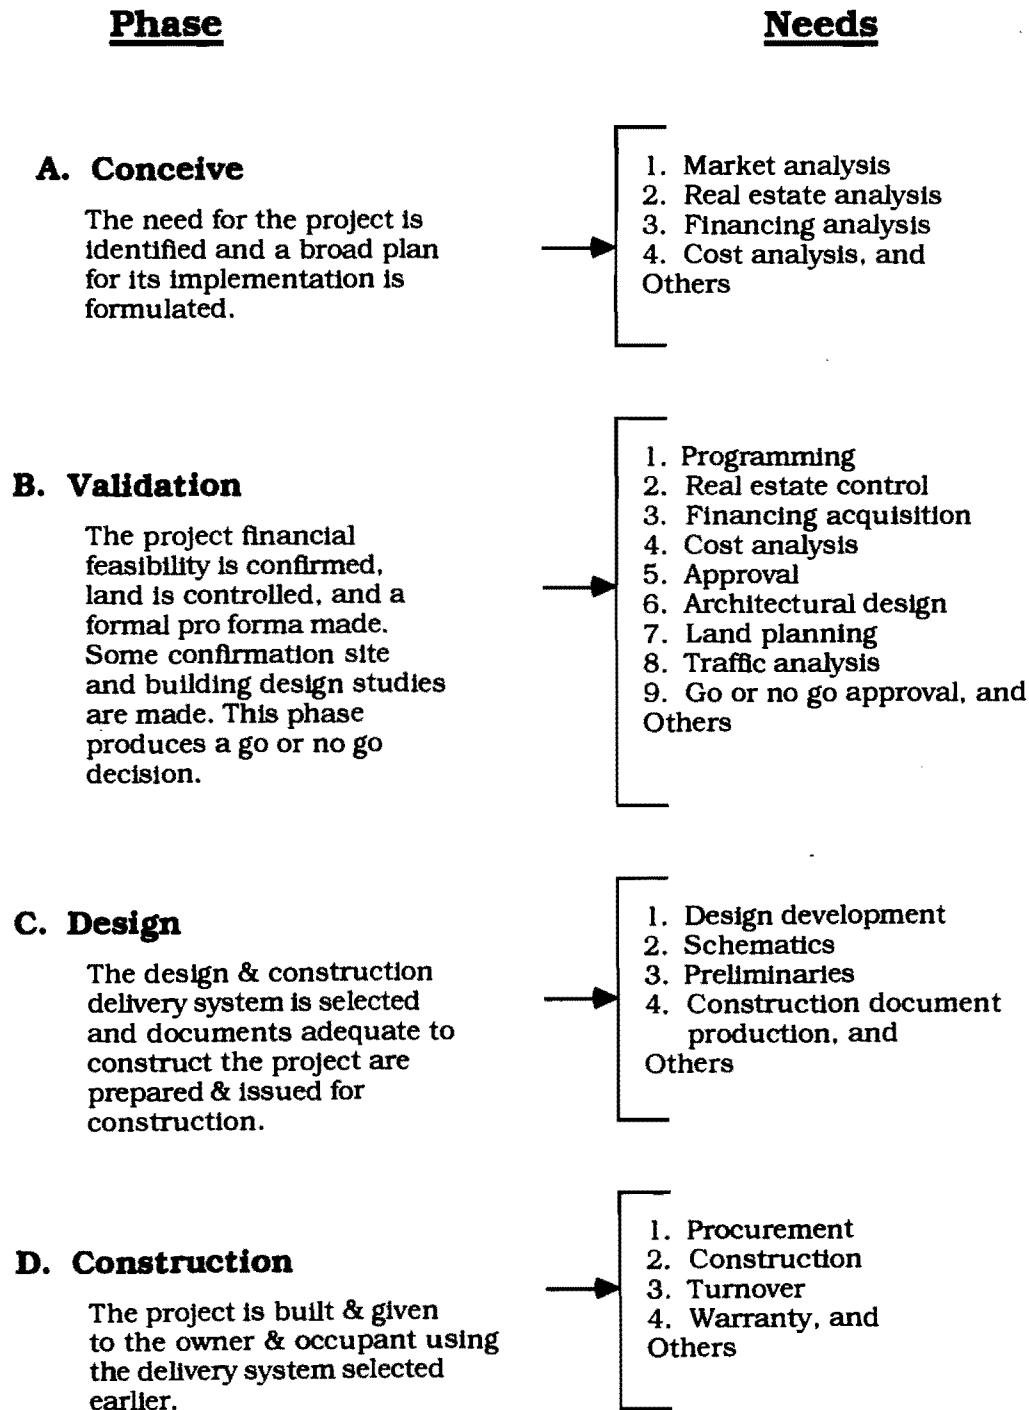 Phase
Needs
A. Conceive
The need for the project is
identified and a broad plan
for its implementation is
formulated.
1. Market analysis
2. Real estate analysis
3. Financing analysis
4. Cost analysis, and
Others
B. Validation
The project financial
feasibility is confirmed,
land is controlled, and a
formal pro forma made.
Some confirmation site
and building design studies
are made. This phase
produces a go or no go
decision.
1. Programming
2. Real estate control
3. Financing acquisition
4. Cost analysis
5. Approval
6. Architectural design
7. Land planning
8. Traffic analysis
9. Go or no go approval, and
Others
C. Design
The design & construction
delivery system is selected
and documents adequate to
construct the project are
prepared & issued for
construction.
1. Design development
2. Schematics
3. Preliminaries
4. Construction document
production, and
Others
D. Construction
The project is built & given
to the owner & occupant using
the delivery system selected
earlier.
1. Procurement
2. Construction
3. Turnover
4. Warranty, and
Others